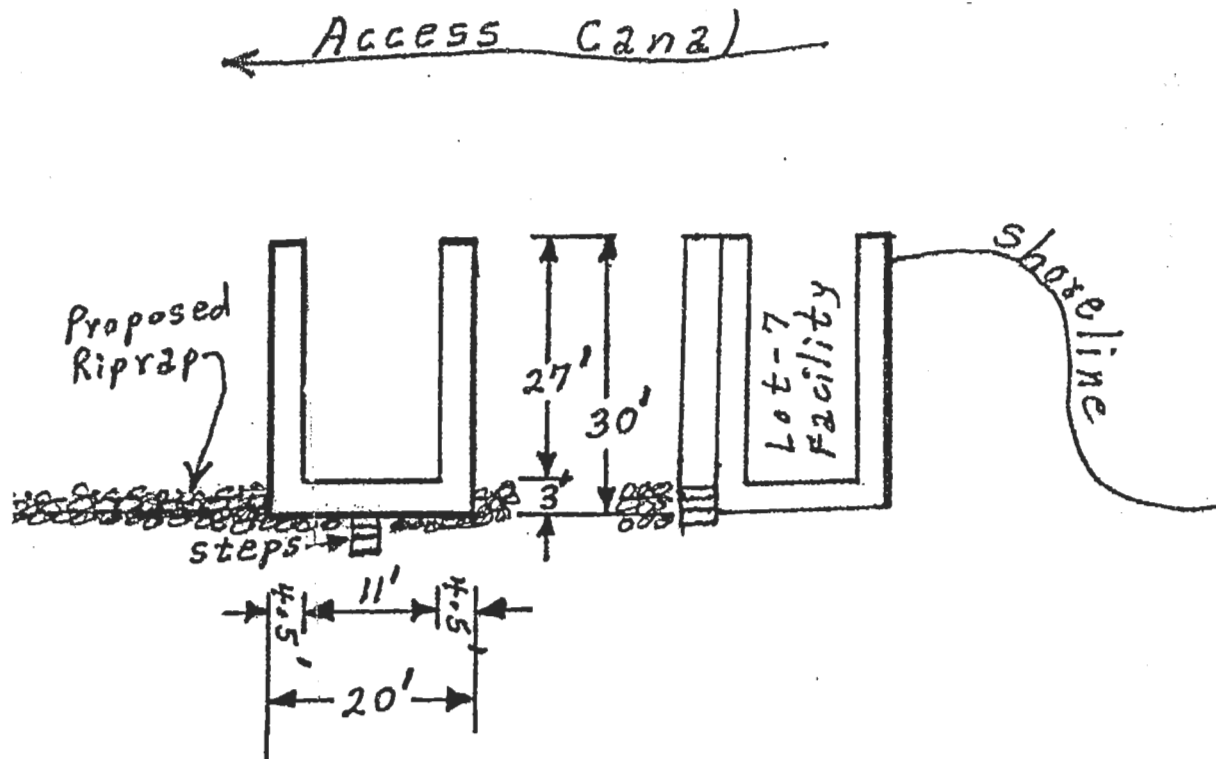 Access Canal
shoreline
Proposed
Riprap
27'
30'
Lot-7
Facility
3'
steps
4.5'
11'
4.5'
20'